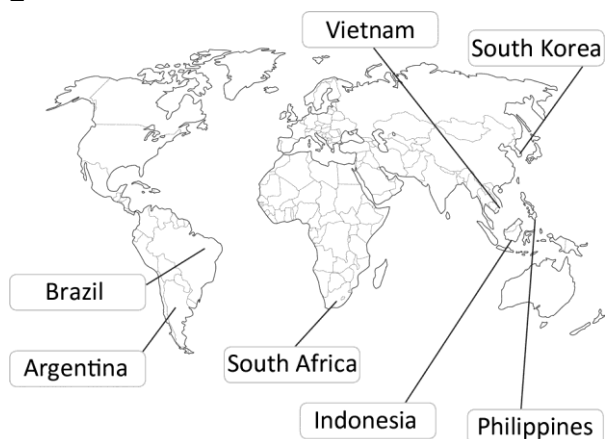 Vietnam
South Korea
Brazil
Argentina
South Africa
Indonesia
Philippines